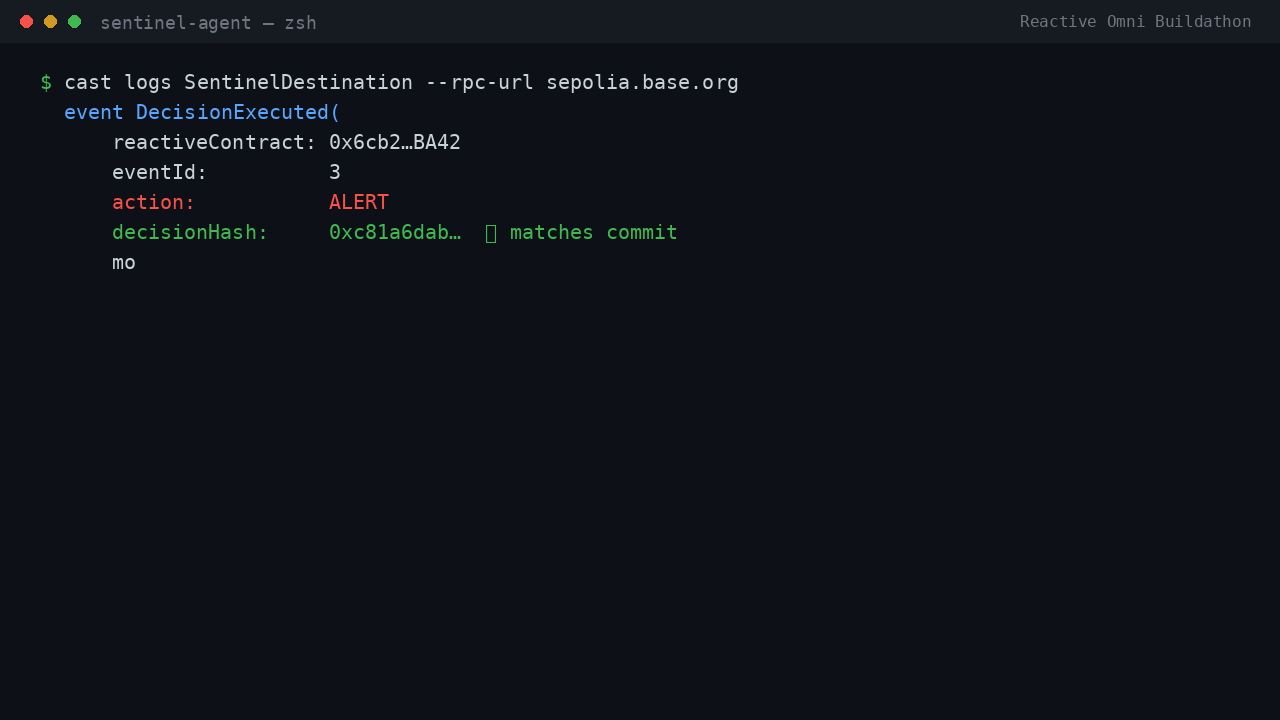 sentinel-agent — zsh
Reactive Omni Buildathon
$ cast logs SentinelDestination --rpc-url sepolia.base.org
event DecisionExecuted(
reactiveContract: 0x6cb2…BA42
eventId: 3
action: ALERT
decisionHash: 0xc81a6dab… ▯ matches commit
mo